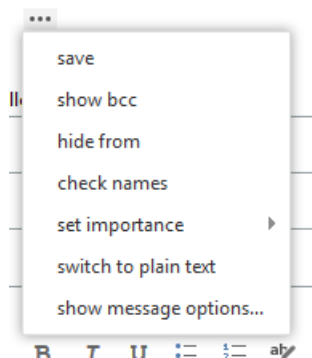 •••
save
show bcc
hide from
check names
set importance
switch to plain text
show message options...
B I U